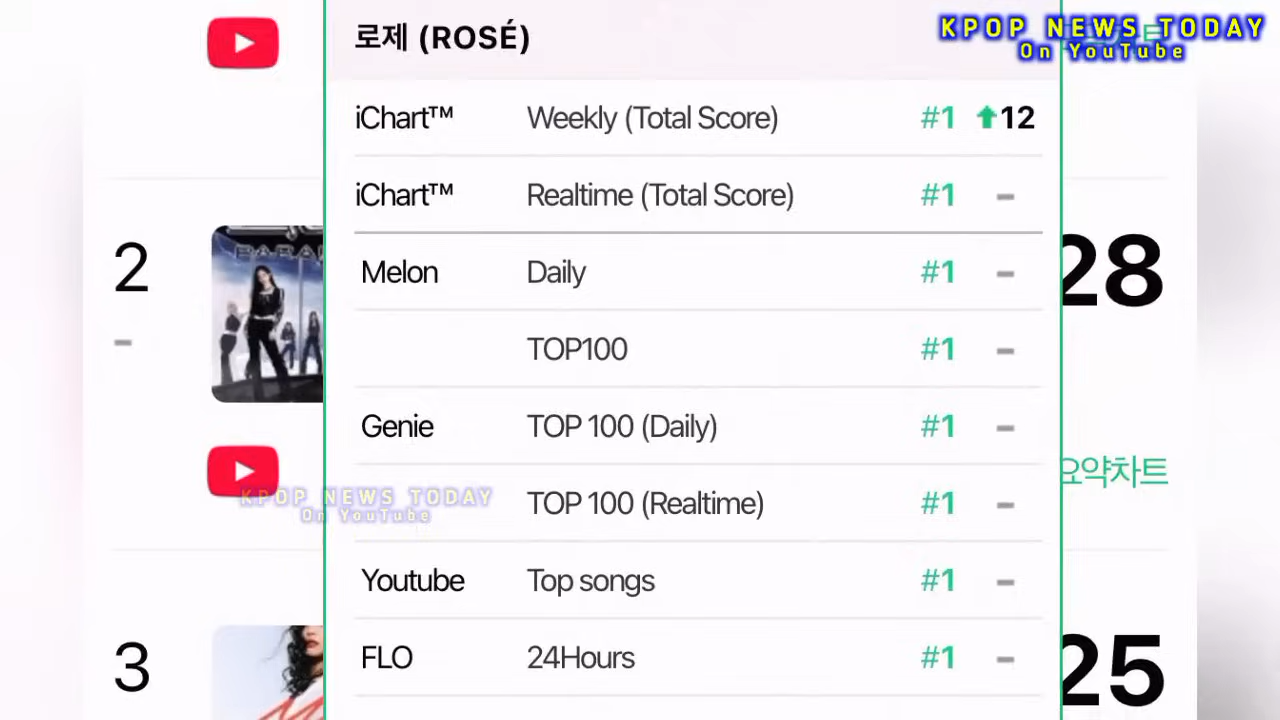 로제 (ROSÉ)
KPOP NEWS TODAY
On YouTube
iChart™ Weekly (Total Score) #1 12
iChart™ Realtime (Total Score) #1 –
2
28
–
Melon Daily #1 –
TOP100 #1 –
Genie TOP 100 (Daily) #1 –
요약차트
KPOP NEWS TODAY
On YouTube
TOP 100 (Realtime) #1 –
Youtube Top songs #1 –
3
25
FLO 24Hours #1 –